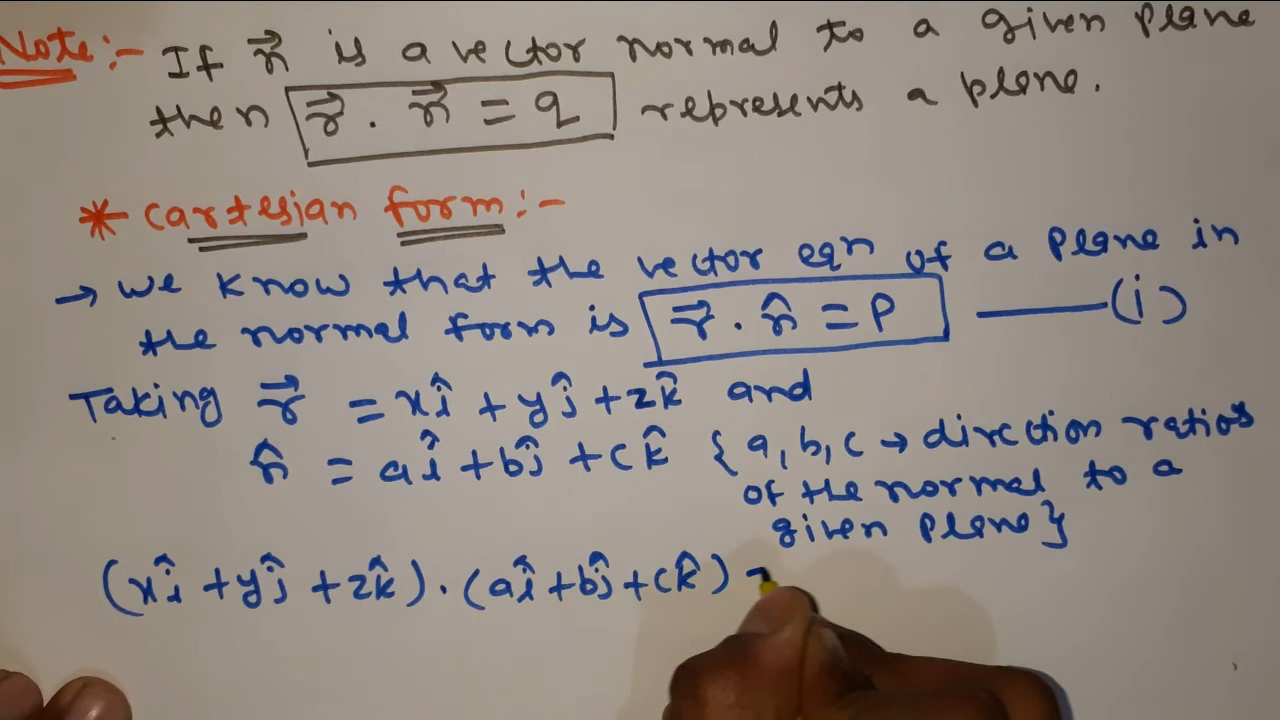 Note:- If n⃗ is a vector normal to a given plane
then r⃗ . n⃗ = q represents a plane.
* Cartesian form:-
→ We know that the vector eqn of a plane in
the normal form is r⃗ . n̂ = P ——— (i)
Taking r⃗ = xî + yĵ + zk̂ and
n̂ = aî + bĵ + ck̂ {a, b, c → direction ratios
of the normal to a
given plane}
(xî + yĵ + zk̂) . (aî + bĵ + ck̂)